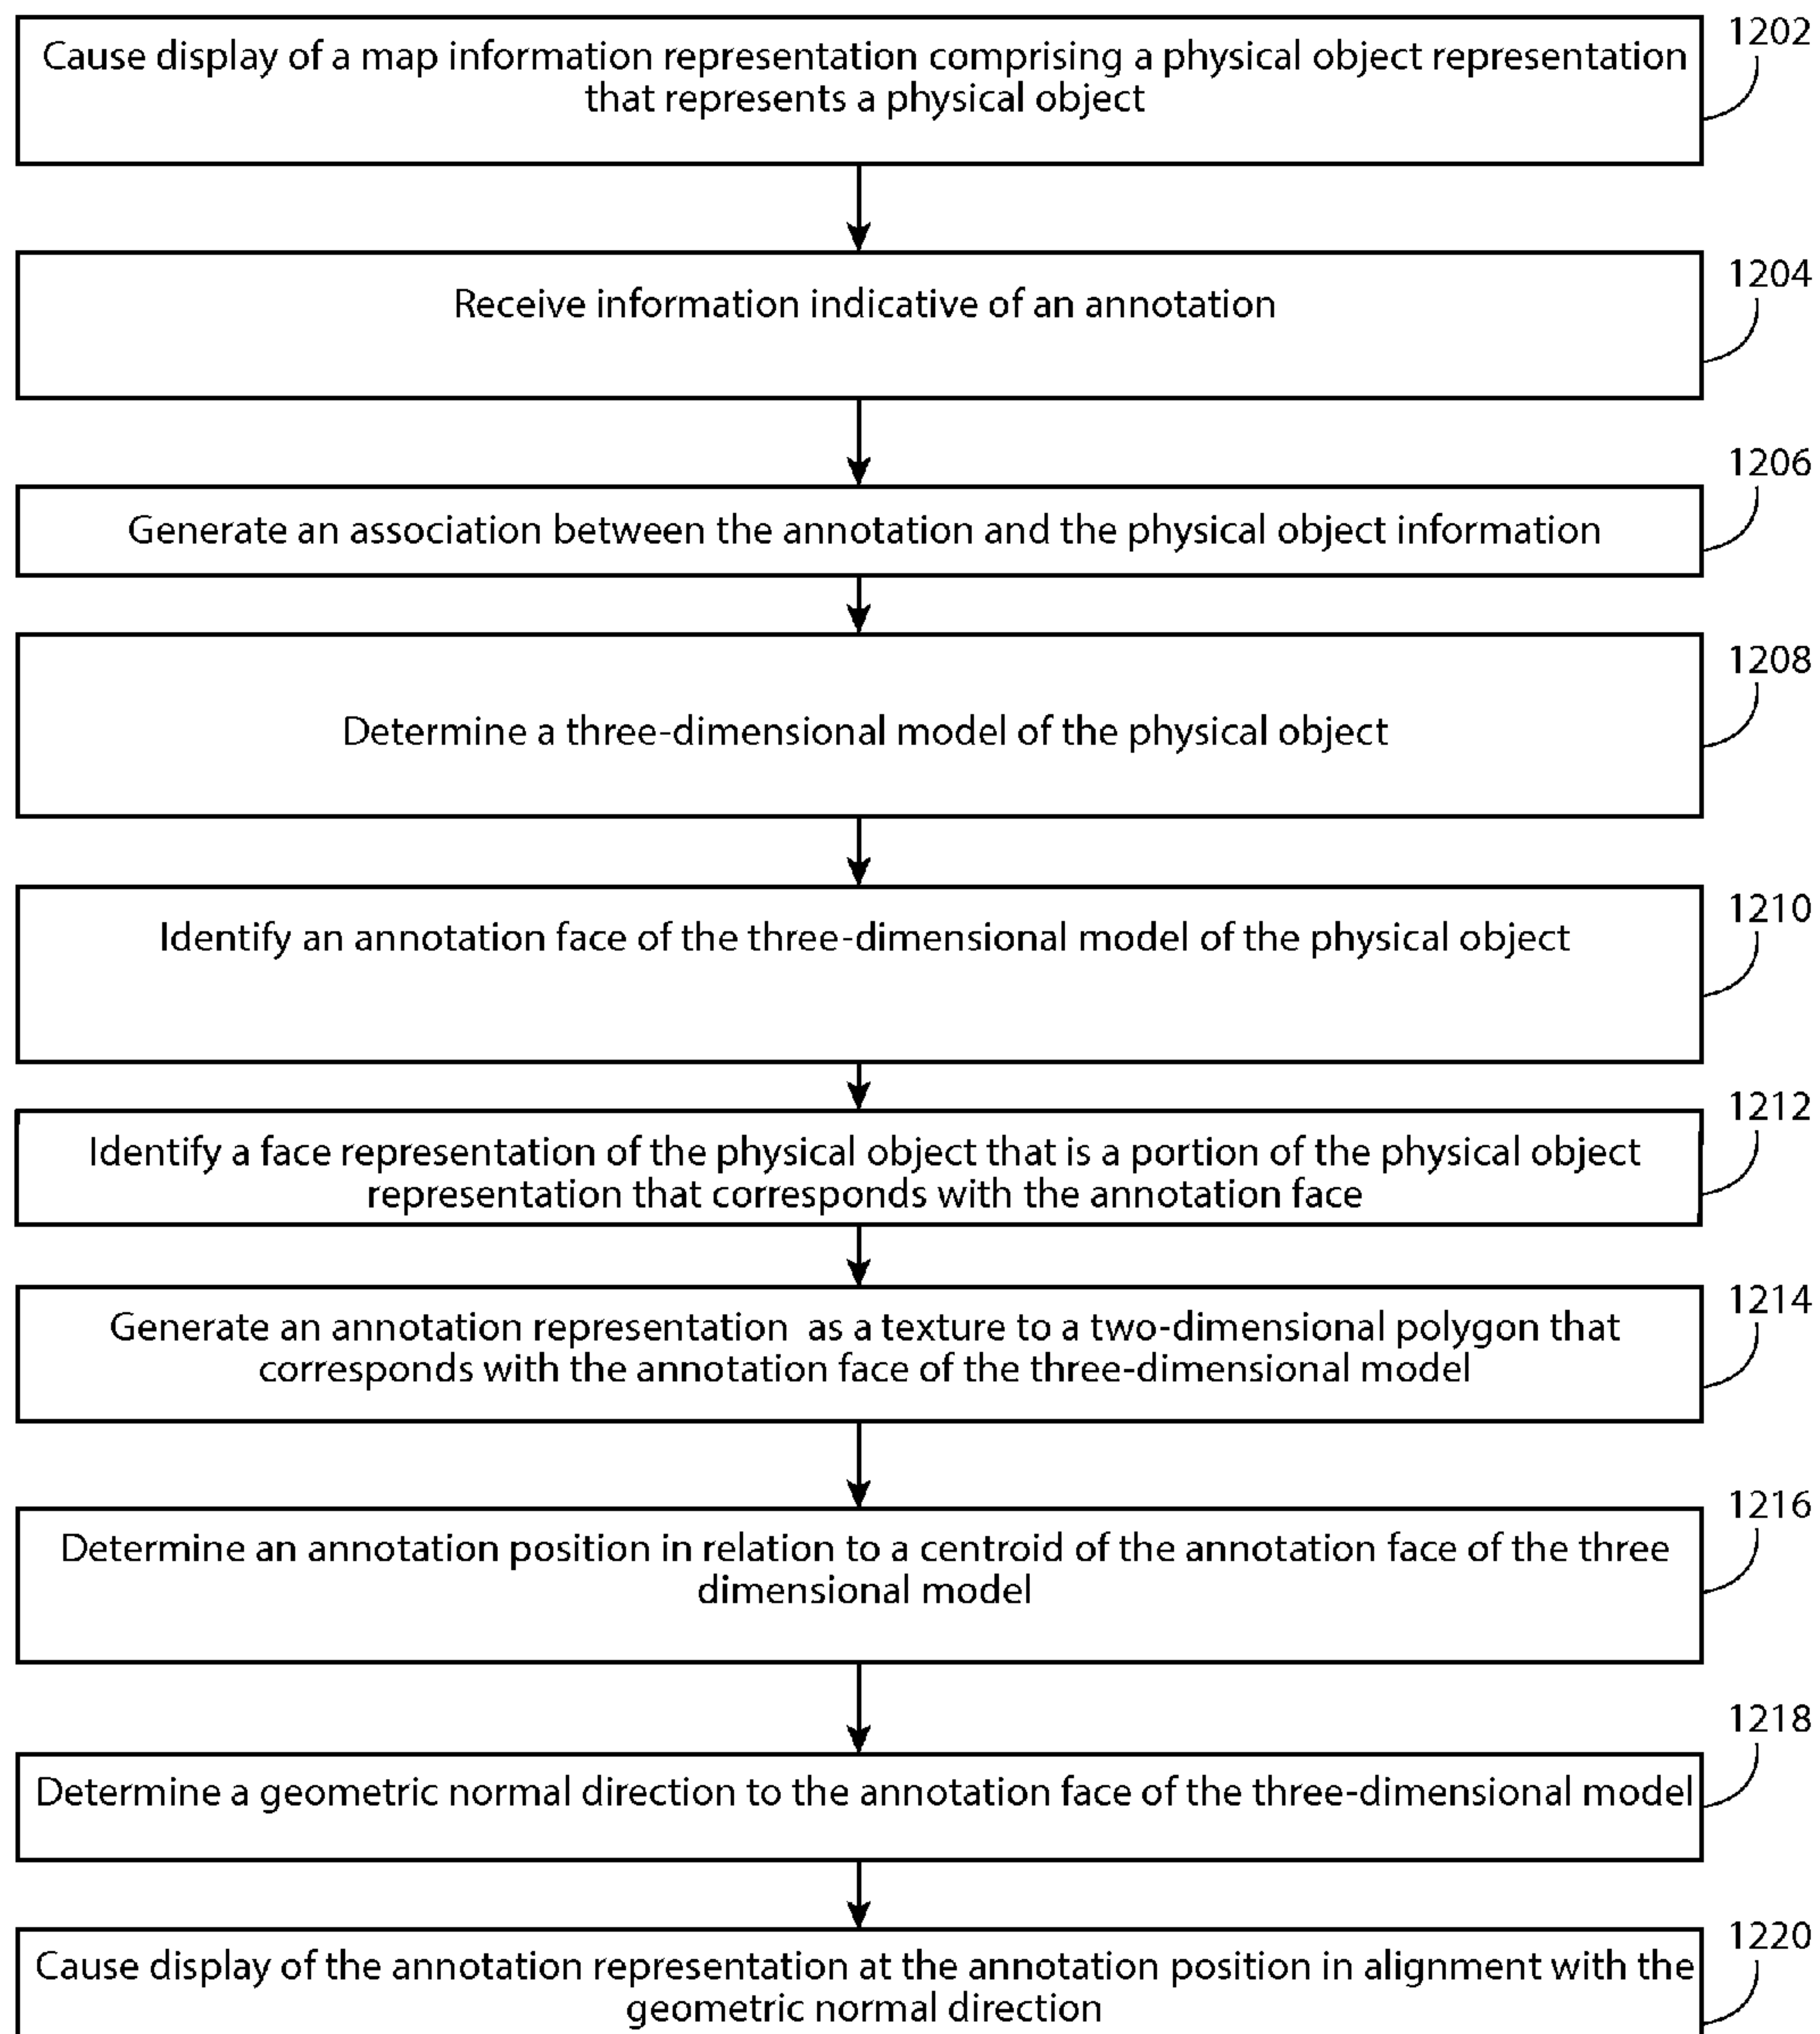 1202
Cause display of a map information representation comprising a physical object representation
that represents a physical object
1204
Receive information indicative of an annotation
1206
Generate an association between the annotation and the physical object information
1208
Determine a three-dimensional model of the physical object
1210
Identify an annotation face of the three-dimensional model of the physical object
1212
Identify a face representation of the physical object that is a portion of the physical object
representation that corresponds with the annotation face
1214
Generate an annotation representation as a texture to a two-dimensional polygon that
corresponds with the annotation face of the three-dimensional model
1216
Determine an annotation position in relation to a centroid of the annotation face of the three
dimensional model
1218
Determine a geometric normal direction to the annotation face of the three-dimensional model
1220
Cause display of the annotation representation at the annotation position in alignment with the
geometric normal direction